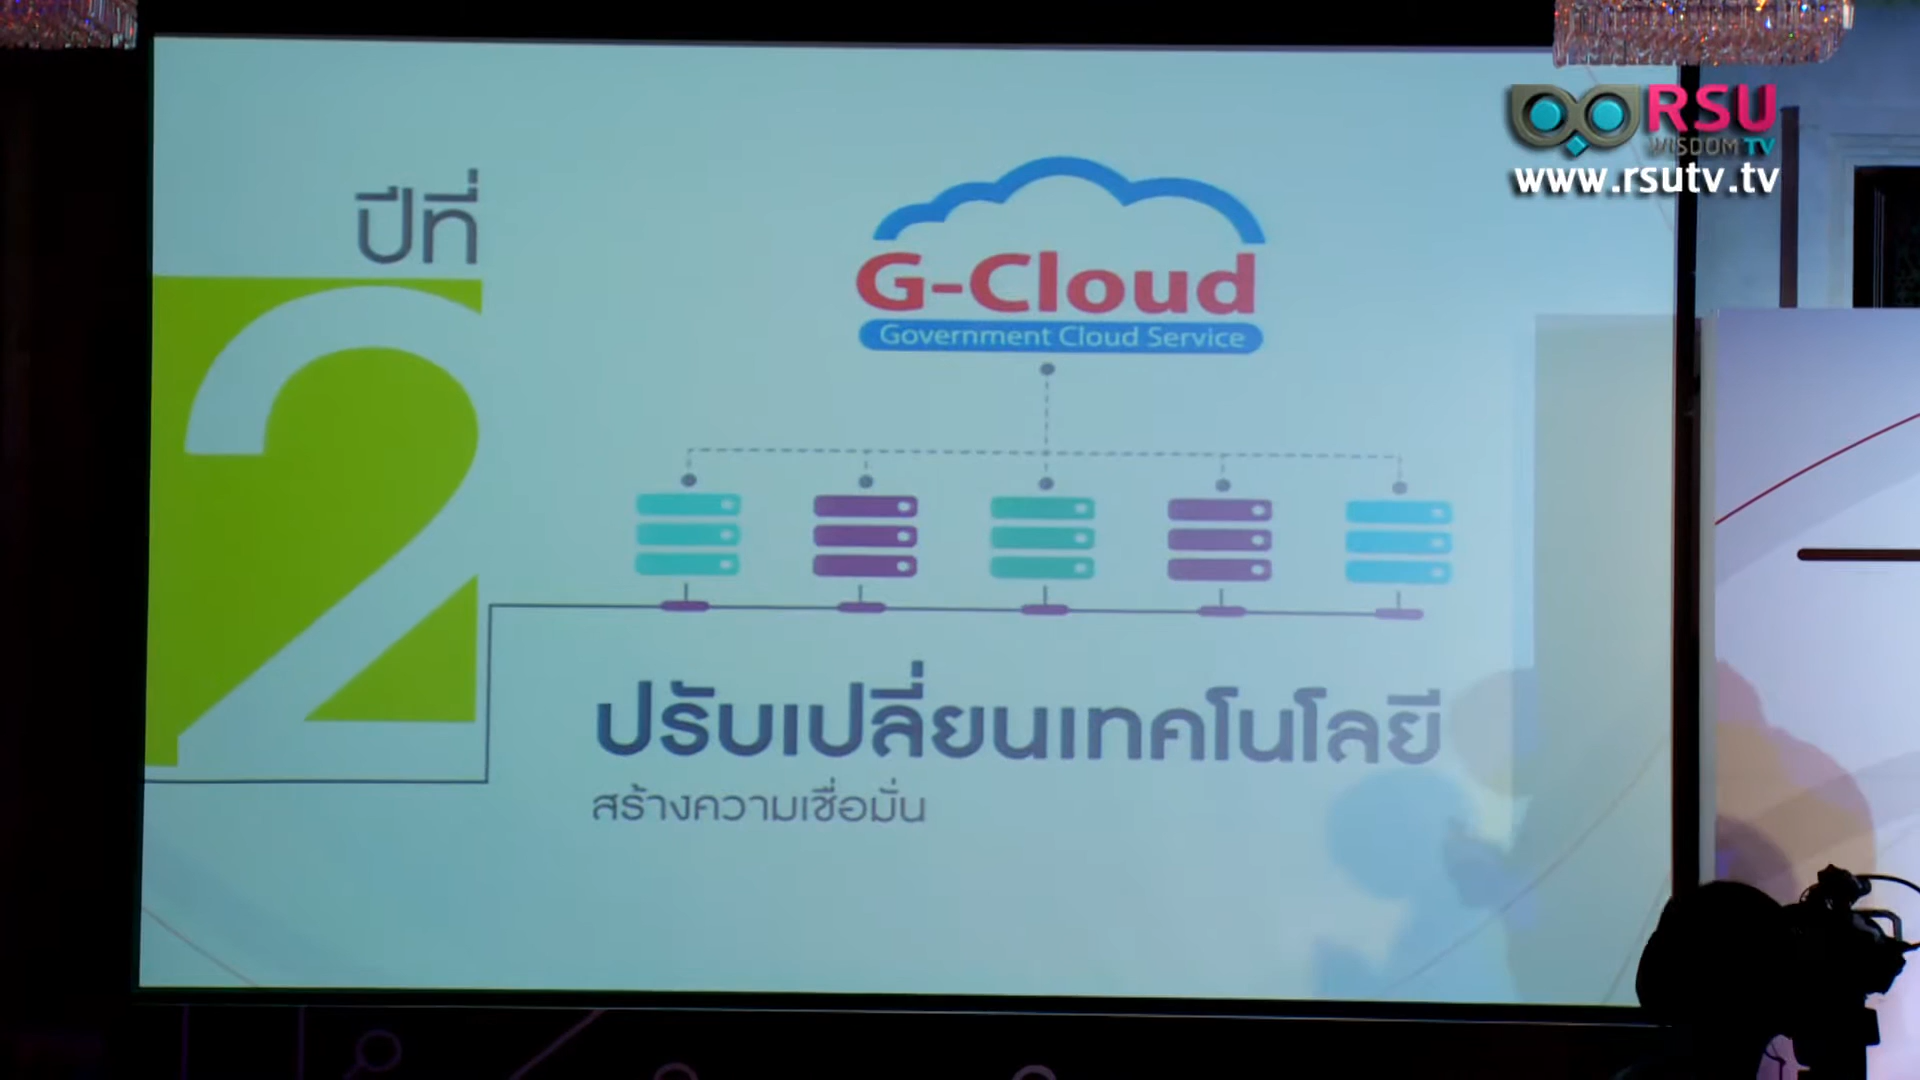 RSU
WISDOM TV
www.rsutv.tv
ปีที่
2
G-Cloud
Government Cloud Service
ปรับเปลี่ยนเทคโนโลยี
สร้างความเชื่อมั่น